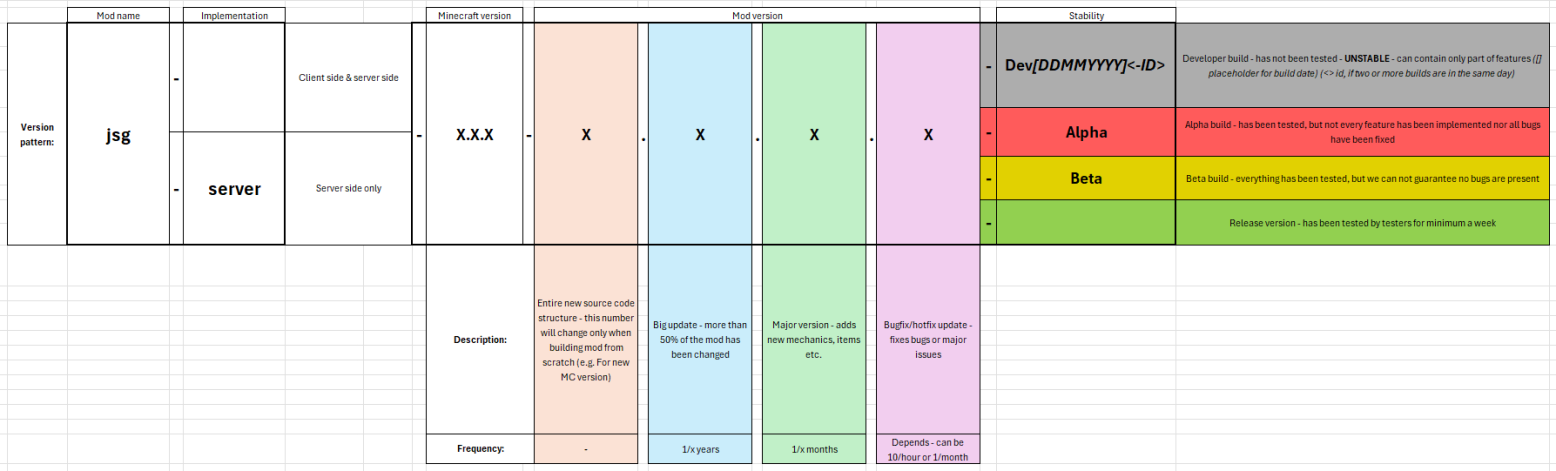 Mod name
Implementation
Minecraft version
Mod version
Stability
Version
pattern:
jsg
-
Client side & server side
-
server
Server side only
-
X.X.X
-
X
.
X
.
X
.
X
-
Dev[DDMMYYYY]<-ID>
Developer build - has not been tested - UNSTABLE - can contain only part of features ([]
placeholder for build date) (<> id, if two or more builds are in the same day)
-
Alpha
Alpha build - has been tested, but not every feature has been implemented nor all bugs
have been fixed
-
Beta
Beta build - everything has been tested, but we can not guarantee no bugs are present
-
Release version - has been tested by testers for minimum a week
Description:
Entire new source code
structure - this number
will change only when
building mod from
scratch (e.g. For new
MC version)
Big update - more than
50% of the mod has
been changed
Major version - adds
new mechanics, items
etc.
Bugfix/hotfix update -
fixes bugs or major
issues
Frequency:
-
1/x years
1/x months
Depends - can be
10/hour or 1/month